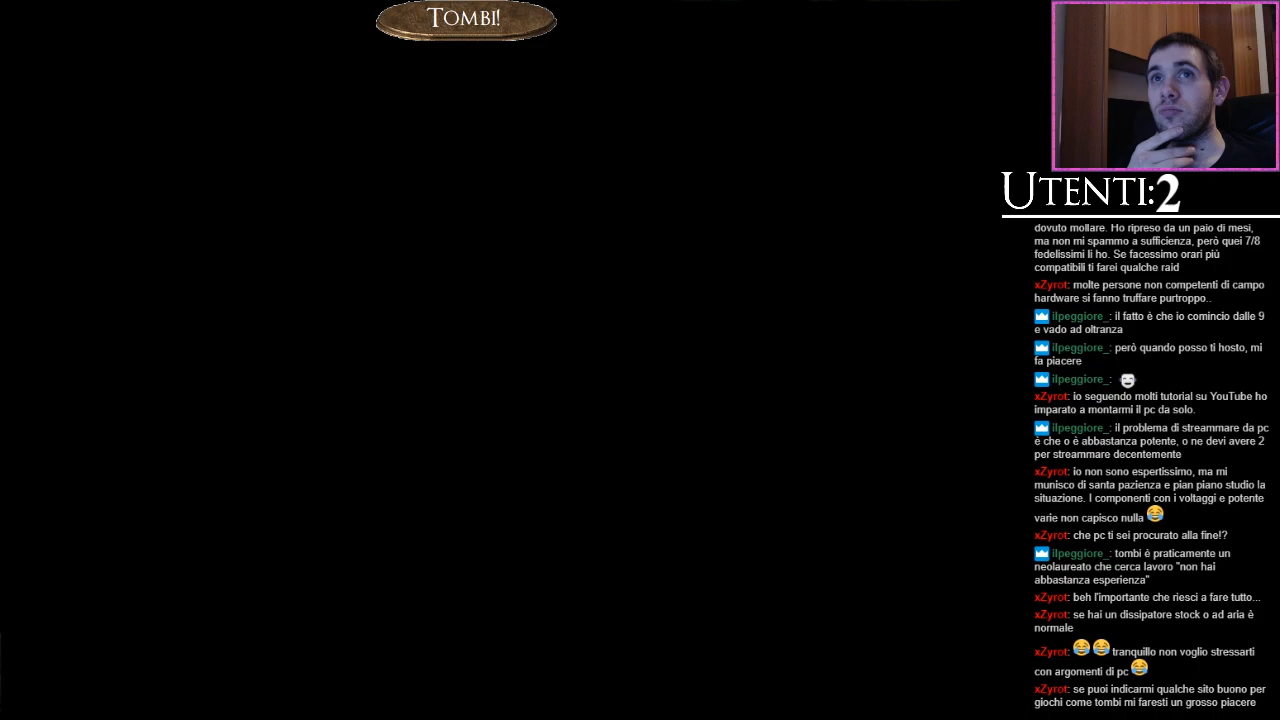 Tombi!
Utenti:2
dovuto mollare. Ho ripreso da un paio di mesi,
ma non mi spammo a sufficienza, però quei 7/8
fedelissimi li ho. Se facessimo orari più
compatibili ti farei qualche raid
xZyrot: molte persone non competenti di campo
hardware si fanno truffare purtroppo..
ilpeggiore_: il fatto è che io comincio dalle 9
e vado ad oltranza
ilpeggiore_: però quando posso ti hosto, mi
fa piacere
ilpeggiore_:
xZyrot: io seguendo molti tutorial su YouTube ho
imparato a montarmi il pc da solo.
ilpeggiore_: il problema di streammare da pc
è che o è abbastanza potente, o ne devi avere 2
per streammare decentemente
xZyrot: io non sono espertissimo, ma mi
munisco di santa pazienza e pian piano studio la
situazione. I componenti con i voltaggi e potente
varie non capisco nulla 😂
xZyrot: che pc ti sei procurato alla fine!?
ilpeggiore_: tombi è praticamente un
neolaureato che cerca lavoro "non hai
abbastanza esperienza"
xZyrot: beh l'importante che riesci a fare tutto...
xZyrot: se hai un dissipatore stock o ad aria è
normale
xZyrot: 😂 😂 tranquillo non voglio stressarti
con argomenti di pc 😂
xZyrot: se puoi indicarmi qualche sito buono per
giochi come tombi mi faresti un grosso piacere